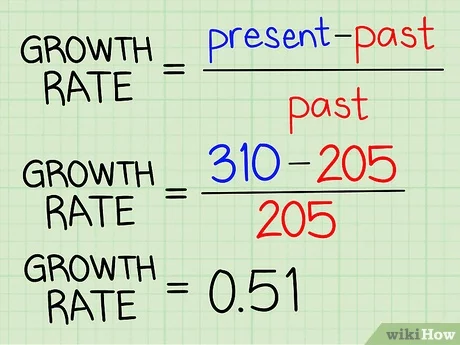 GROWTH RATE = present-past / past
GROWTH RATE = 310-205 / 205
GROWTH RATE = 0.51
wikiHow